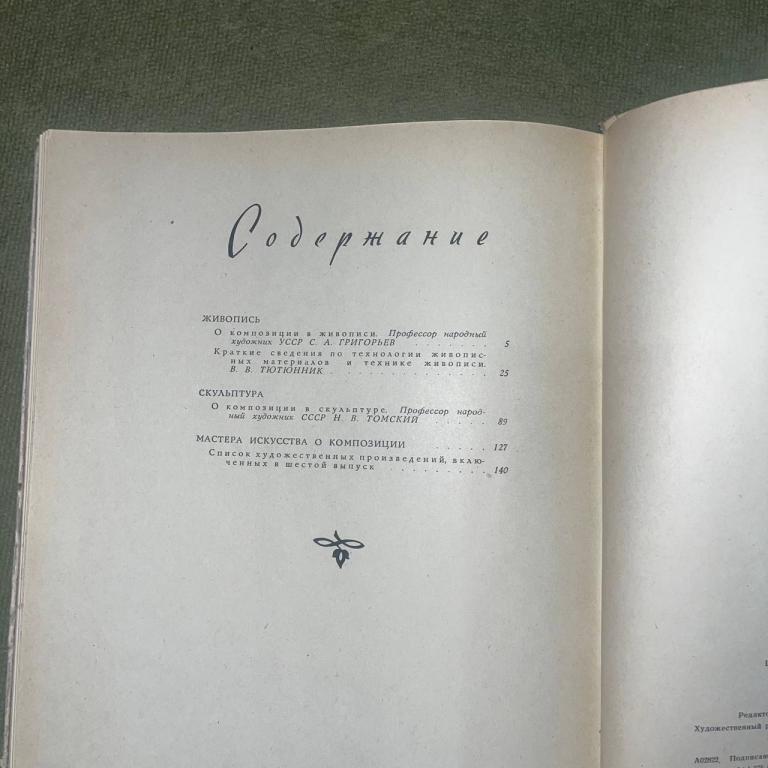 Содержание
ЖИВОПИСЬ
О композиции в живописи. Профессор народный
художник УССР С. А. ГРИГОРЬЕВ . . . . . . . 5
Краткие сведения по технологии живопис-
ных материалов и технике живописи.
В. В. ТЮТЮННИК . . . . . . . . . . . . . 25
СКУЛЬПТУРА
О композиции в скульптуре. Профессор народ-
ный художник СССР Н. В. ТОМСКИЙ . . . . . 89
МАСТЕРА ИСКУССТВА О КОМПОЗИЦИИ . . . . . 127
Список художественных произведений, вклю-
ченных в шестой выпуск . . . . . . . . 140
Художественный
А02822.